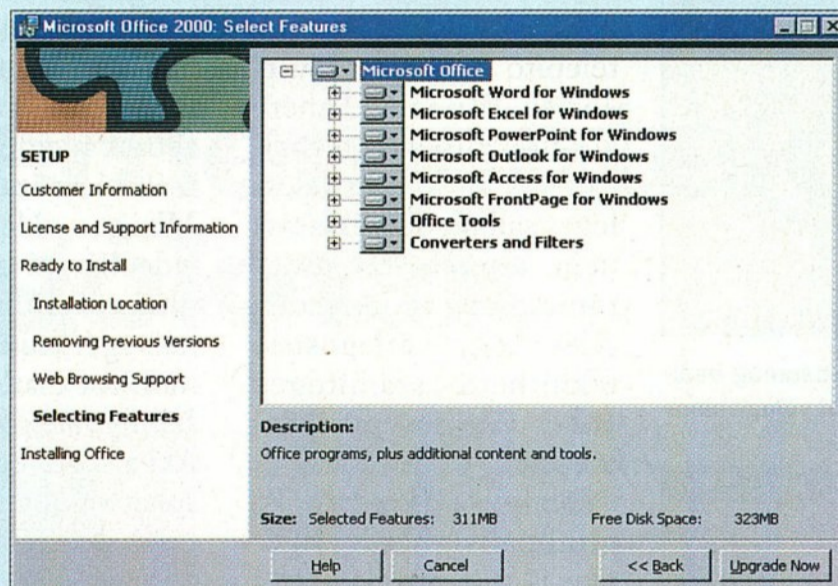 Microsoft Office 2000: Select Features
Microsoft Office
Microsoft Word for Windows
Microsoft Excel for Windows
Microsoft PowerPoint for Windows
Microsoft Outlook for Windows
Microsoft Access for Windows
Microsoft FrontPage for Windows
Office Tools
Converters and Filters
SETUP
Customer Information
License and Support Information
Ready to Install
Installation Location
Removing Previous Versions
Web Browsing Support
Selecting Features
Installing Office
Description:
Office programs, plus additional content and tools.
Size: Selected Features: 311MB Free Disk Space: 323MB
Help Cancel << Back Upgrade Now